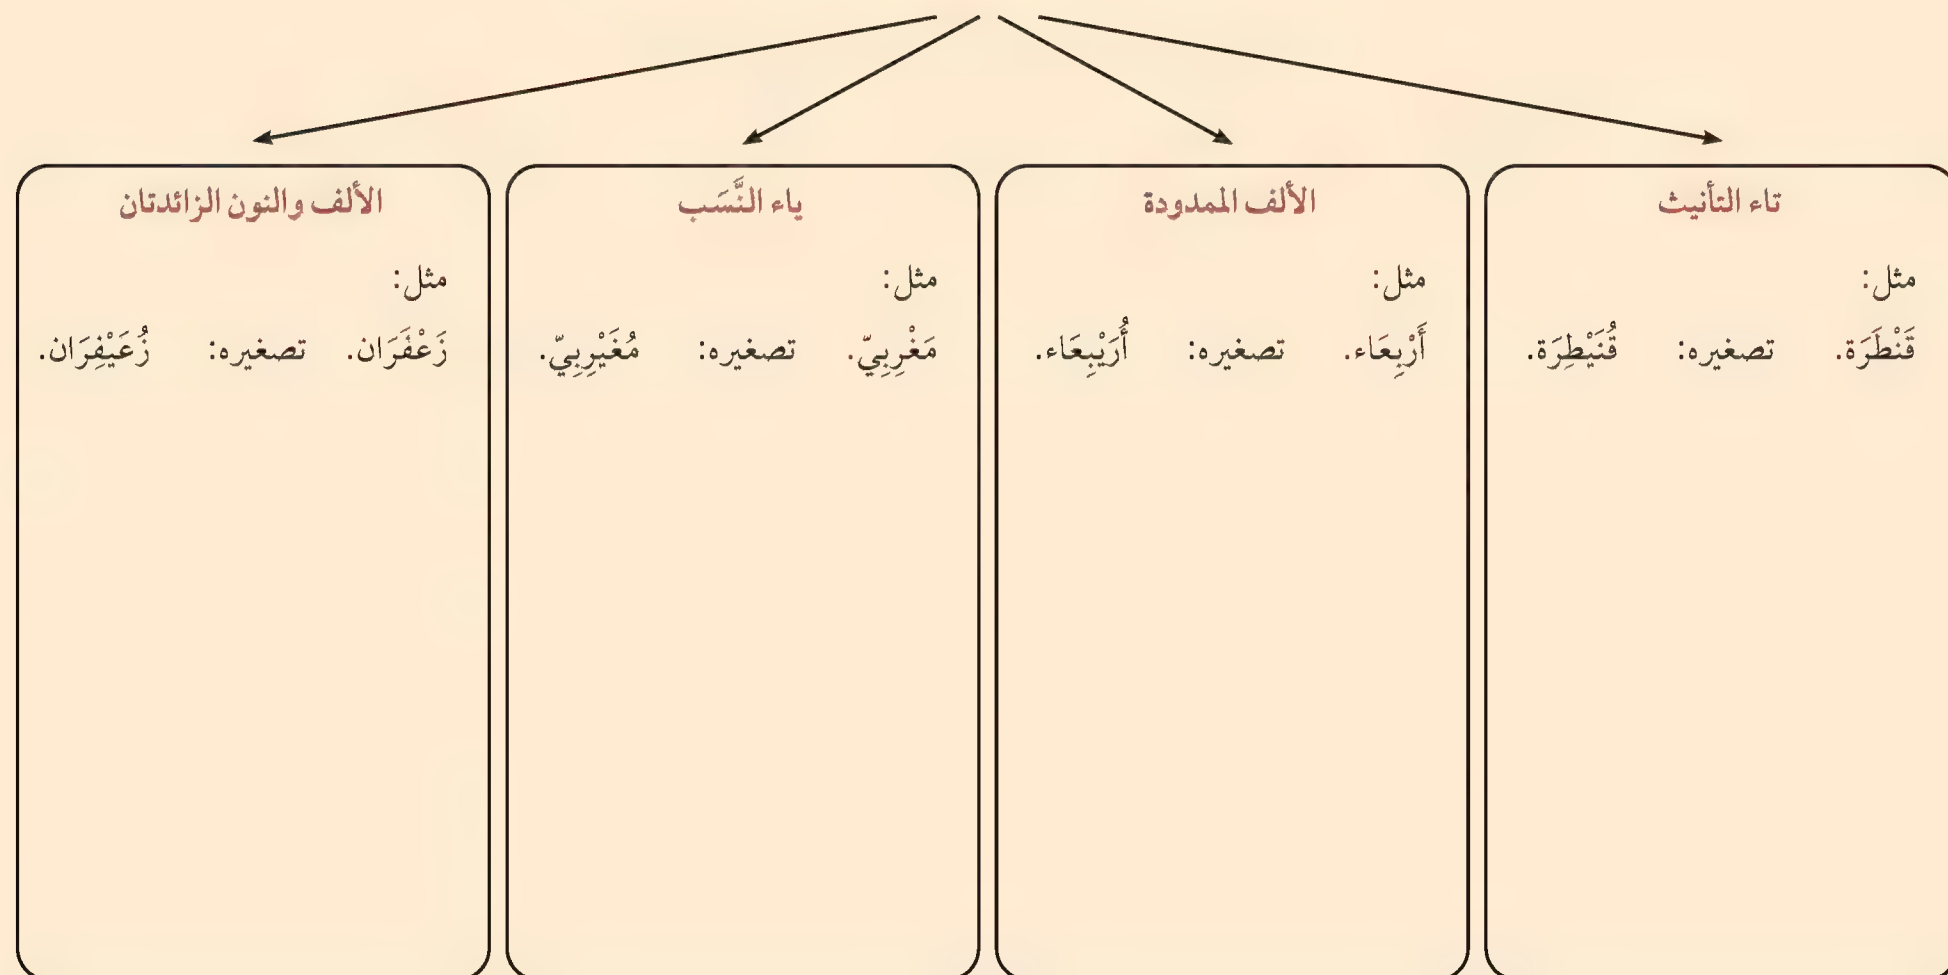 تاء التأنيث
مثل:
قَنْطَرَة. تصغيره: قُنَيْطِرَة.
الألف الممدودة
مثل:
أَرْبِعَاء. تصغيره: أُرَيْبِعَاء.
ياء النَّسَب
مثل:
مَغْرِبِيّ. تصغيره: مُغَيْرِبِيّ.
الألف والنون الزائدتان
مثل:
زَعْفَرَان. تصغيره: زُعَيْفِرَان.